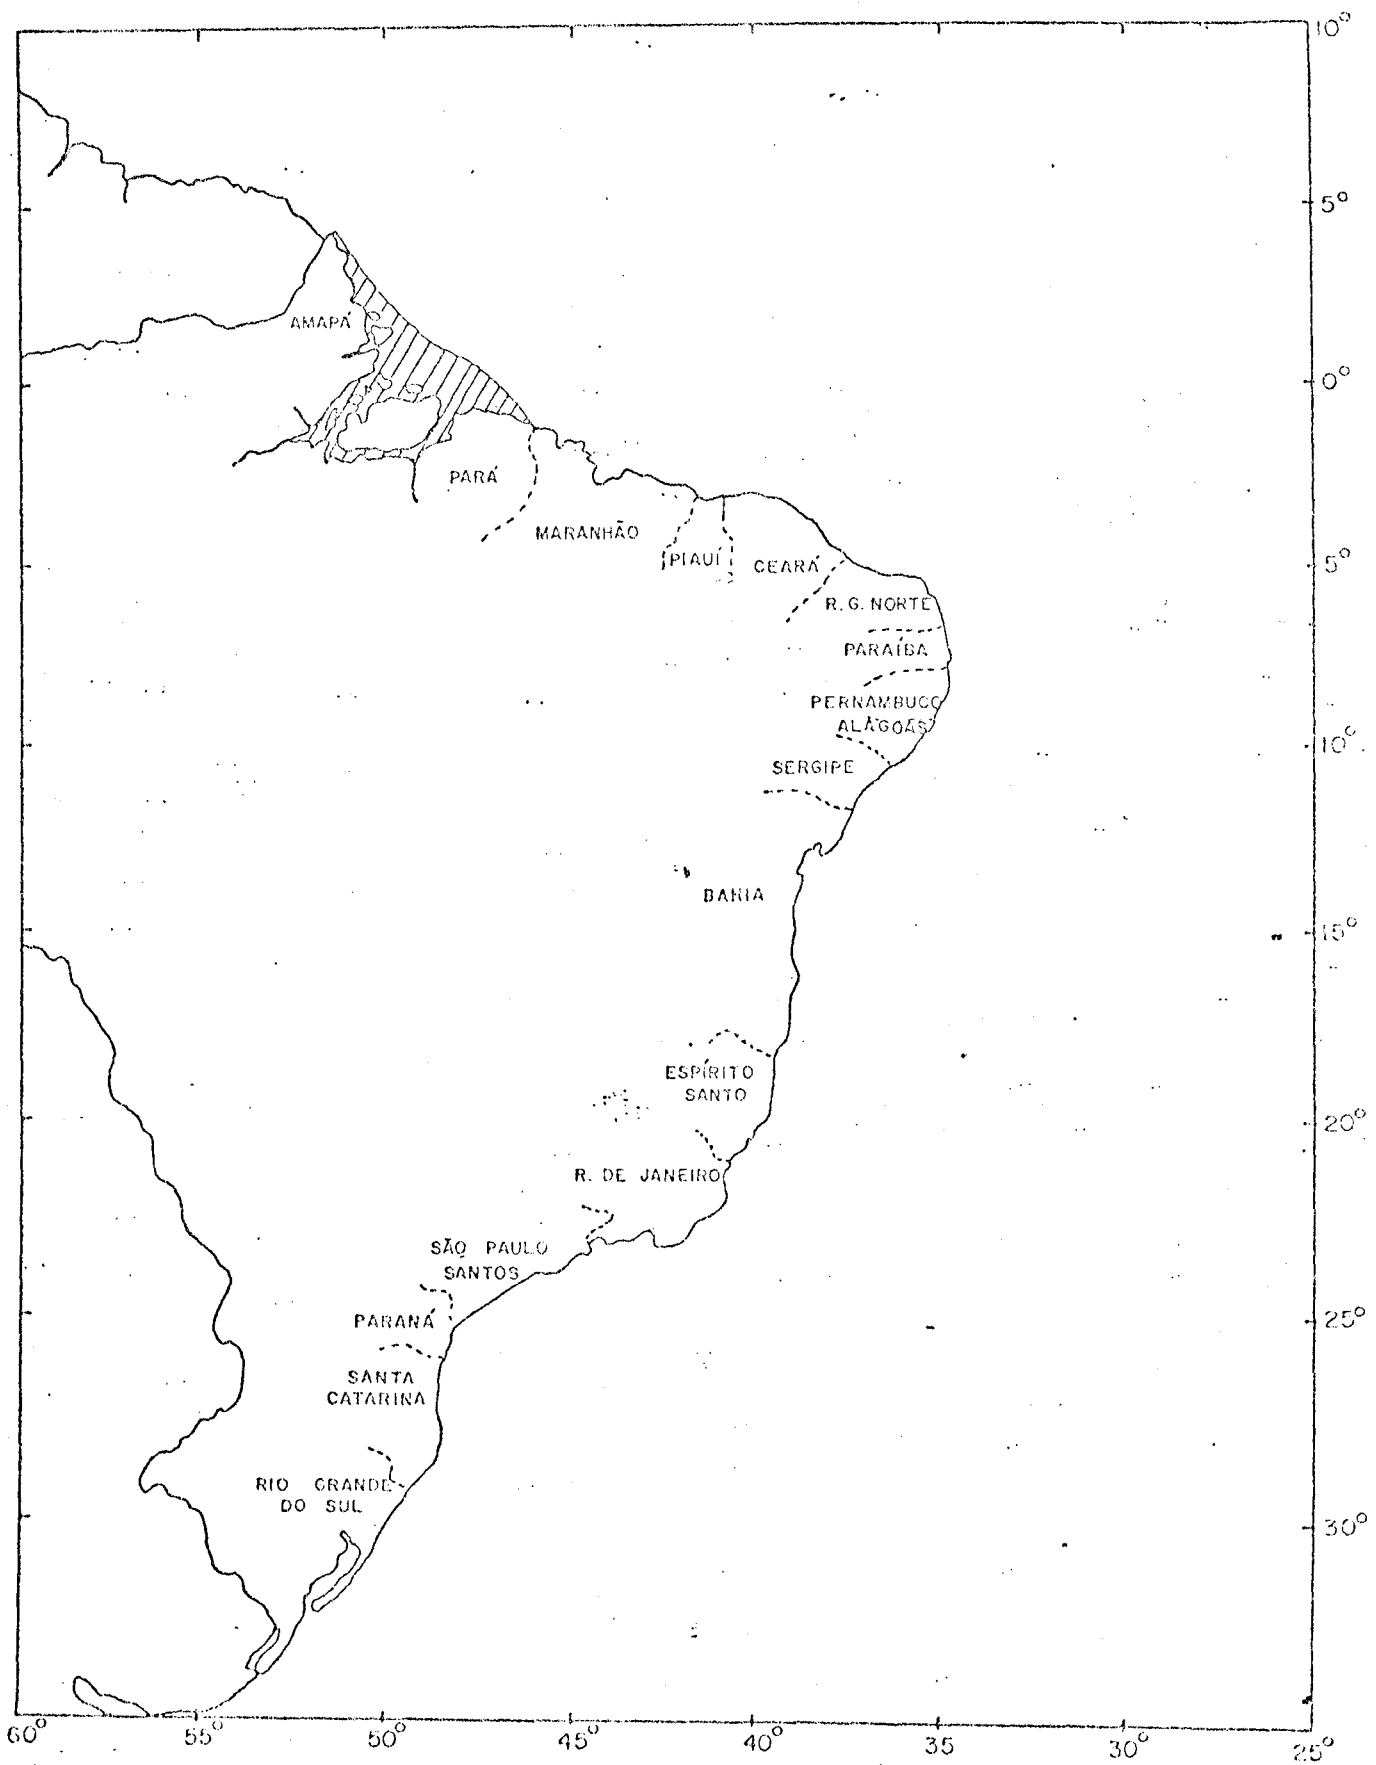 10°
5°
AMAPÁ
0°
PARÁ
MARANHÃO
PIAUÍ
CEARÁ
5°
R. G. NORTE
PARAÍBA
PERNAMBUCO
ALAGOAS
10°
SERGIPE
BAHIA
15°
ESPÍRITO
SANTO
20°
R. DE JANEIRO
SÃO PAULO
SANTOS
PARANÁ
25°
SANTA
CATARINA
RIO GRANDE
DO SUL
30°
60° 55° 50° 45° 40° 35 30° 25°